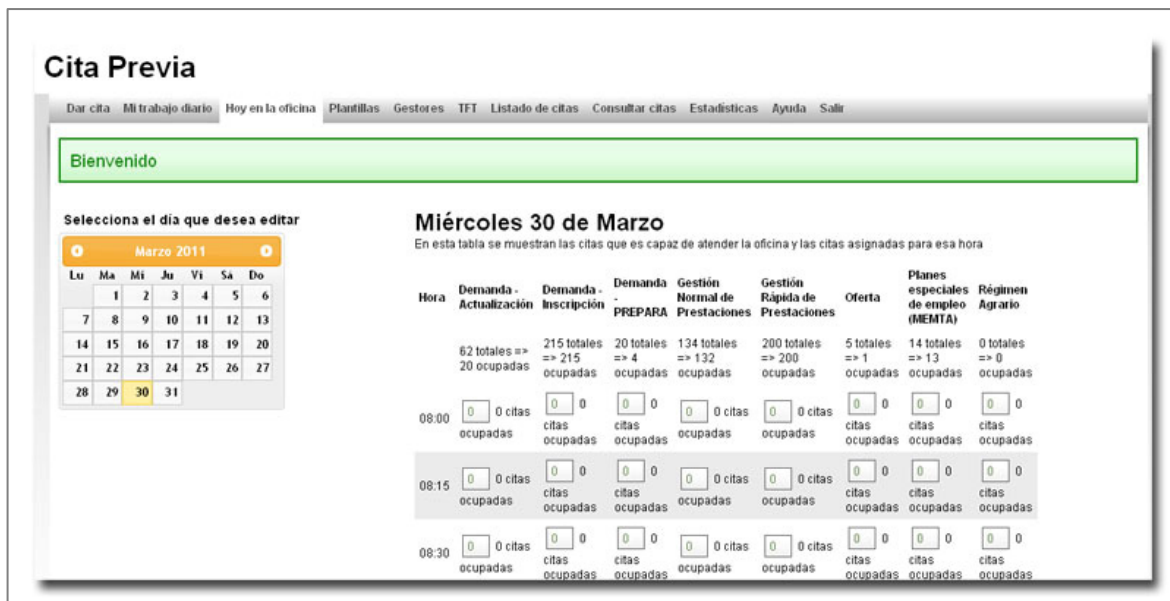 Cita Previa
Dar cita Mi trabajo diario Hoy en la oficina Plantillas Gestores TFT Listado de citas Consultar citas Estadísticas Ayuda Salir
Bienvenido
Selecciona el día que desea editar
Marzo 2011
Lu Ma Mi Ju Vi Sá Do
1 2 3 4 5 6
7 8 9 10 11 12 13
14 15 16 17 18 19 20
21 22 23 24 25 26 27
28 29 30 31
Miércoles 30 de Marzo
En esta tabla se muestran las citas que es capaz de atender la oficina y las citas asignadas para esa hora
Hora Demanda - Actualización Demanda - Inscripción Demanda - PREPARA Gestión Normal de Prestaciones Gestión Rápida de Prestaciones Oferta Planes especiales de empleo (MEMTA) Régimen Agrario
62 totales => 20 ocupadas 215 totales => 215 ocupadas 20 totales => 4 ocupadas 134 totales => 132 ocupadas 200 totales => 200 ocupadas 5 totales => 1 ocupadas 14 totales => 13 ocupadas 0 totales => 0 ocupadas
08:00 0 0 citas ocupadas 0 0 citas ocupadas 0 0 citas ocupadas 0 0 citas ocupadas 0 0 citas ocupadas 0 0 citas ocupadas 0 0 citas ocupadas 0 0 citas ocupadas
08:15 0 0 citas ocupadas 0 0 citas ocupadas 0 0 citas ocupadas 0 0 citas ocupadas 0 0 citas ocupadas 0 0 citas ocupadas 0 0 citas ocupadas 0 0 citas ocupadas
08:30 0 0 citas ocupadas 0 0 citas ocupadas 0 0 citas ocupadas 0 0 citas ocupadas 0 0 citas ocupadas 0 0 citas ocupadas 0 0 citas ocupadas 0 0 citas ocupadas